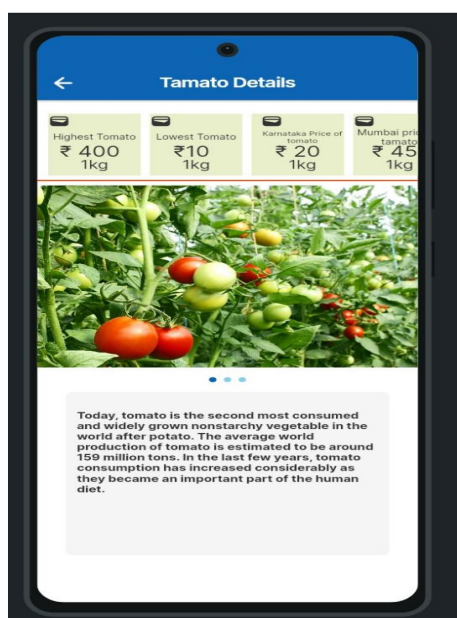 Tamato Details
Highest Tomato
₹ 400
1kg
Lowest Tomato
₹10
1kg
Karnataka Price of
tomato
₹ 20
1kg
Mumbai pri
tamato
₹ 45
1kg
Today, tomato is the second most consumed
and widely grown nonstarchy vegetable in the
world after potato. The average world
production of tomato is estimated to be around
159 million tons. In the last few years, tomato
consumption has increased considerably as
they became an important part of the human
diet.